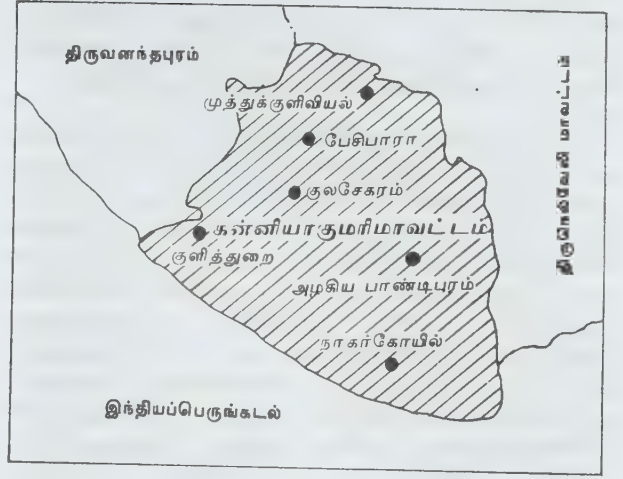 திருவனந்தபுரம்
திருநெல்வேலி மாவட்டம்
முத்துக்குளிவியல்
பேசிபாரா
குலசேகரம்
கன்னியாகுமரிமாவட்டம்
குளித்துறை
அழகிய பாண்டிபுரம்
நாகர்கோயில்
இந்தியப்பெருங்கடல்